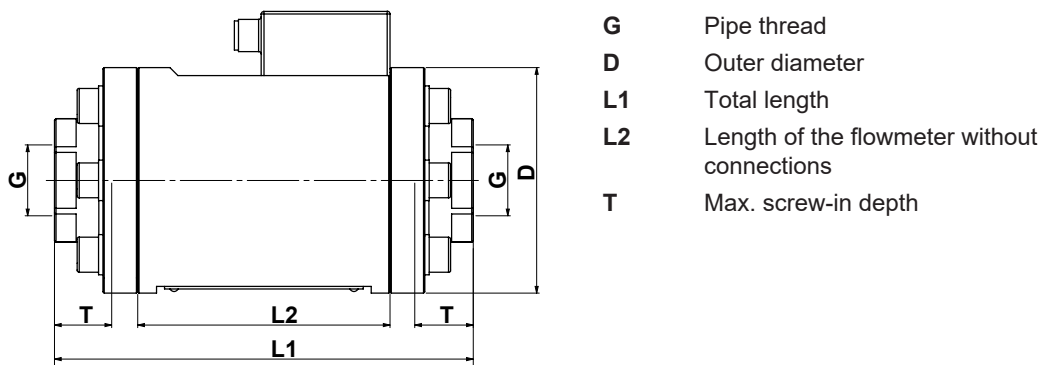 G
G
D
T
L2
T
L1
G Pipe thread
D Outer diameter
L1 Total length
L2 Length of the flowmeter without
connections
T Max. screw-in depth